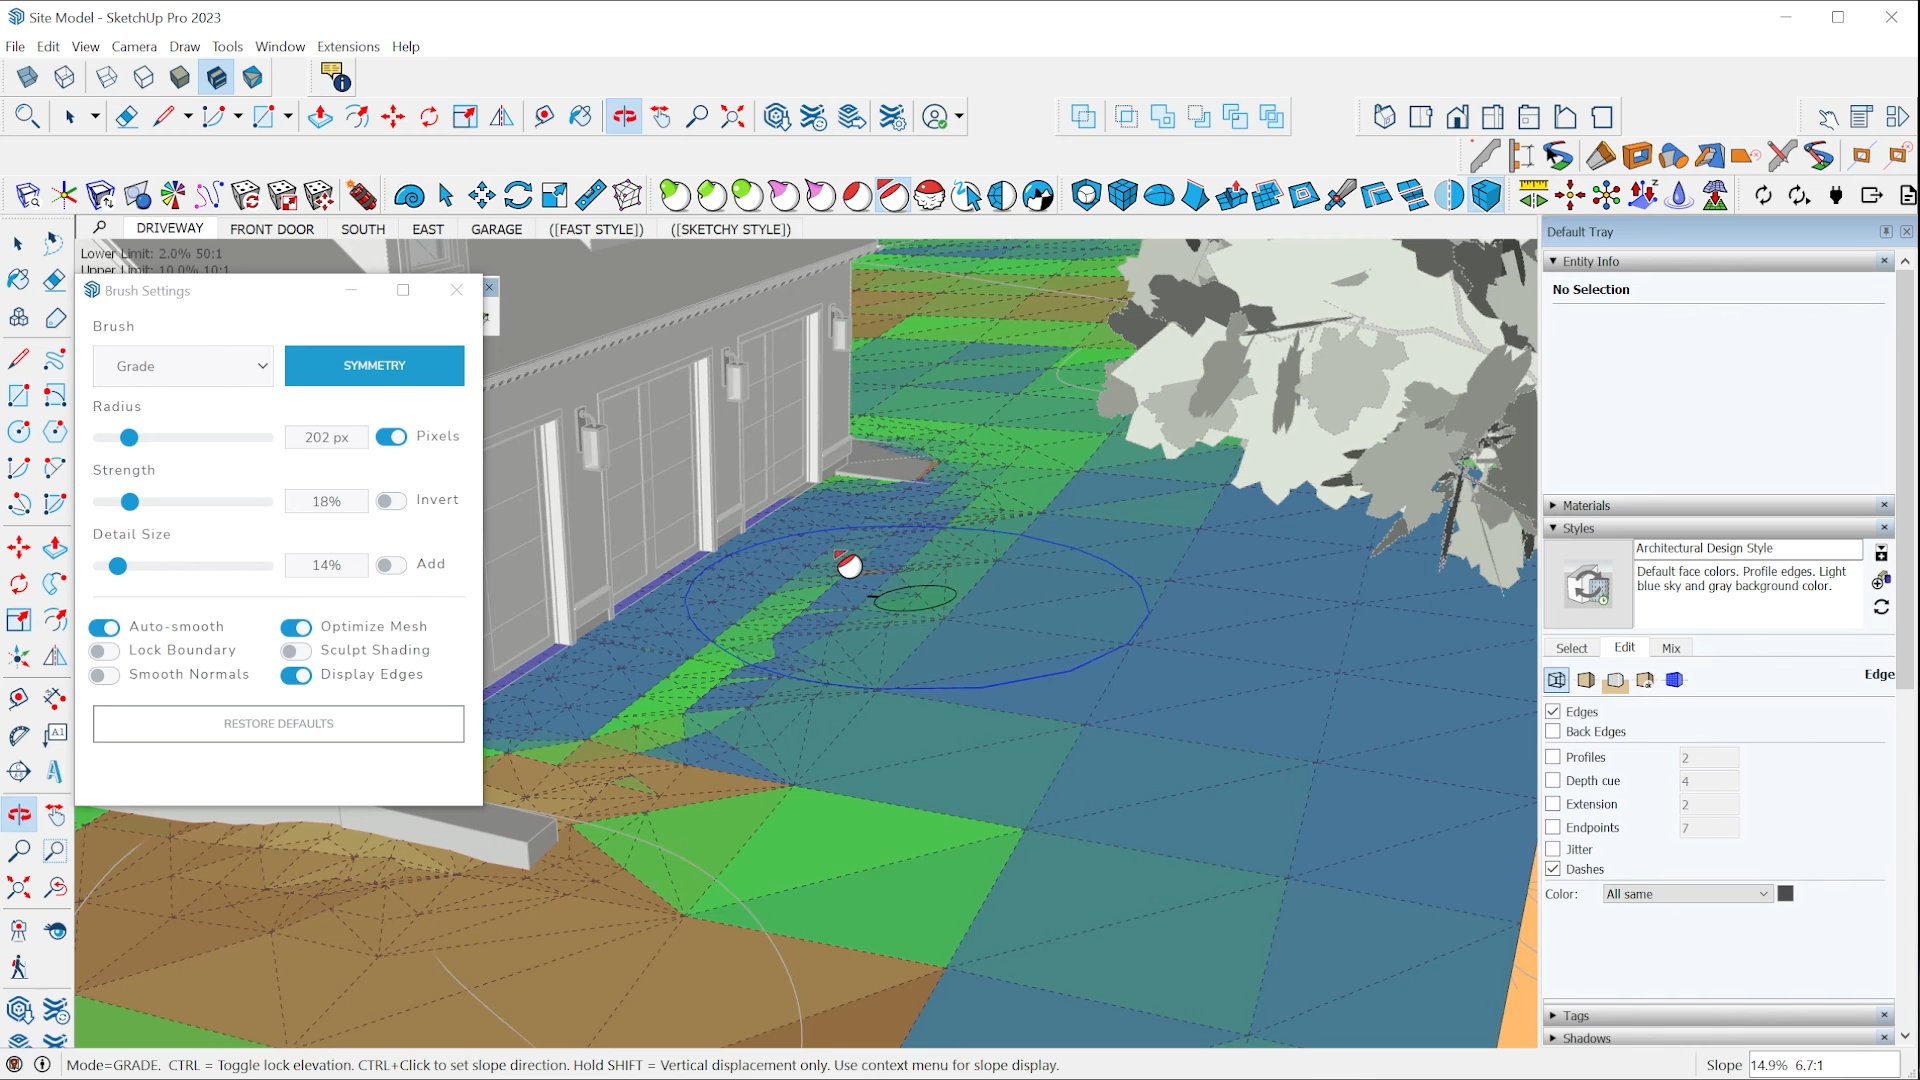 Site Model - SketchUp Pro 2023
File Edit View Camera Draw Tools Window Extensions Help
DRIVEWAY FRONT DOOR SOUTH EAST GARAGE ([FAST STYLE]) ([SKETCHY STYLE])
Lower Limit: 2.0% 50:1
Upper Limit: 10.0% 10:1
Brush Settings
Brush
Grade SYMMETRY
Radius
202 px Pixels
Strength
18% Invert
Detail Size
14% Add
Auto-smooth Optimize Mesh
Lock Boundary Sculpt Shading
Smooth Normals Display Edges
RESTORE DEFAULTS
A1
Default Tray
Entity Info
No Selection
Materials
Styles
Architectural Design Style
Default face colors. Profile edges. Light
blue sky and gray background color.
Select Edit Mix
Edge
Edges
Back Edges
Profiles 2
Depth cue 4
Extension 2
Endpoints 7
Jitter
Dashes
Color: All same
Tags
Shadows
Mode=GRADE. CTRL = Toggle lock elevation. CTRL+Click to set slope direction. Hold SHIFT = Vertical displacement only. Use context menu for slope display.
Slope 14.9% 6.7:1